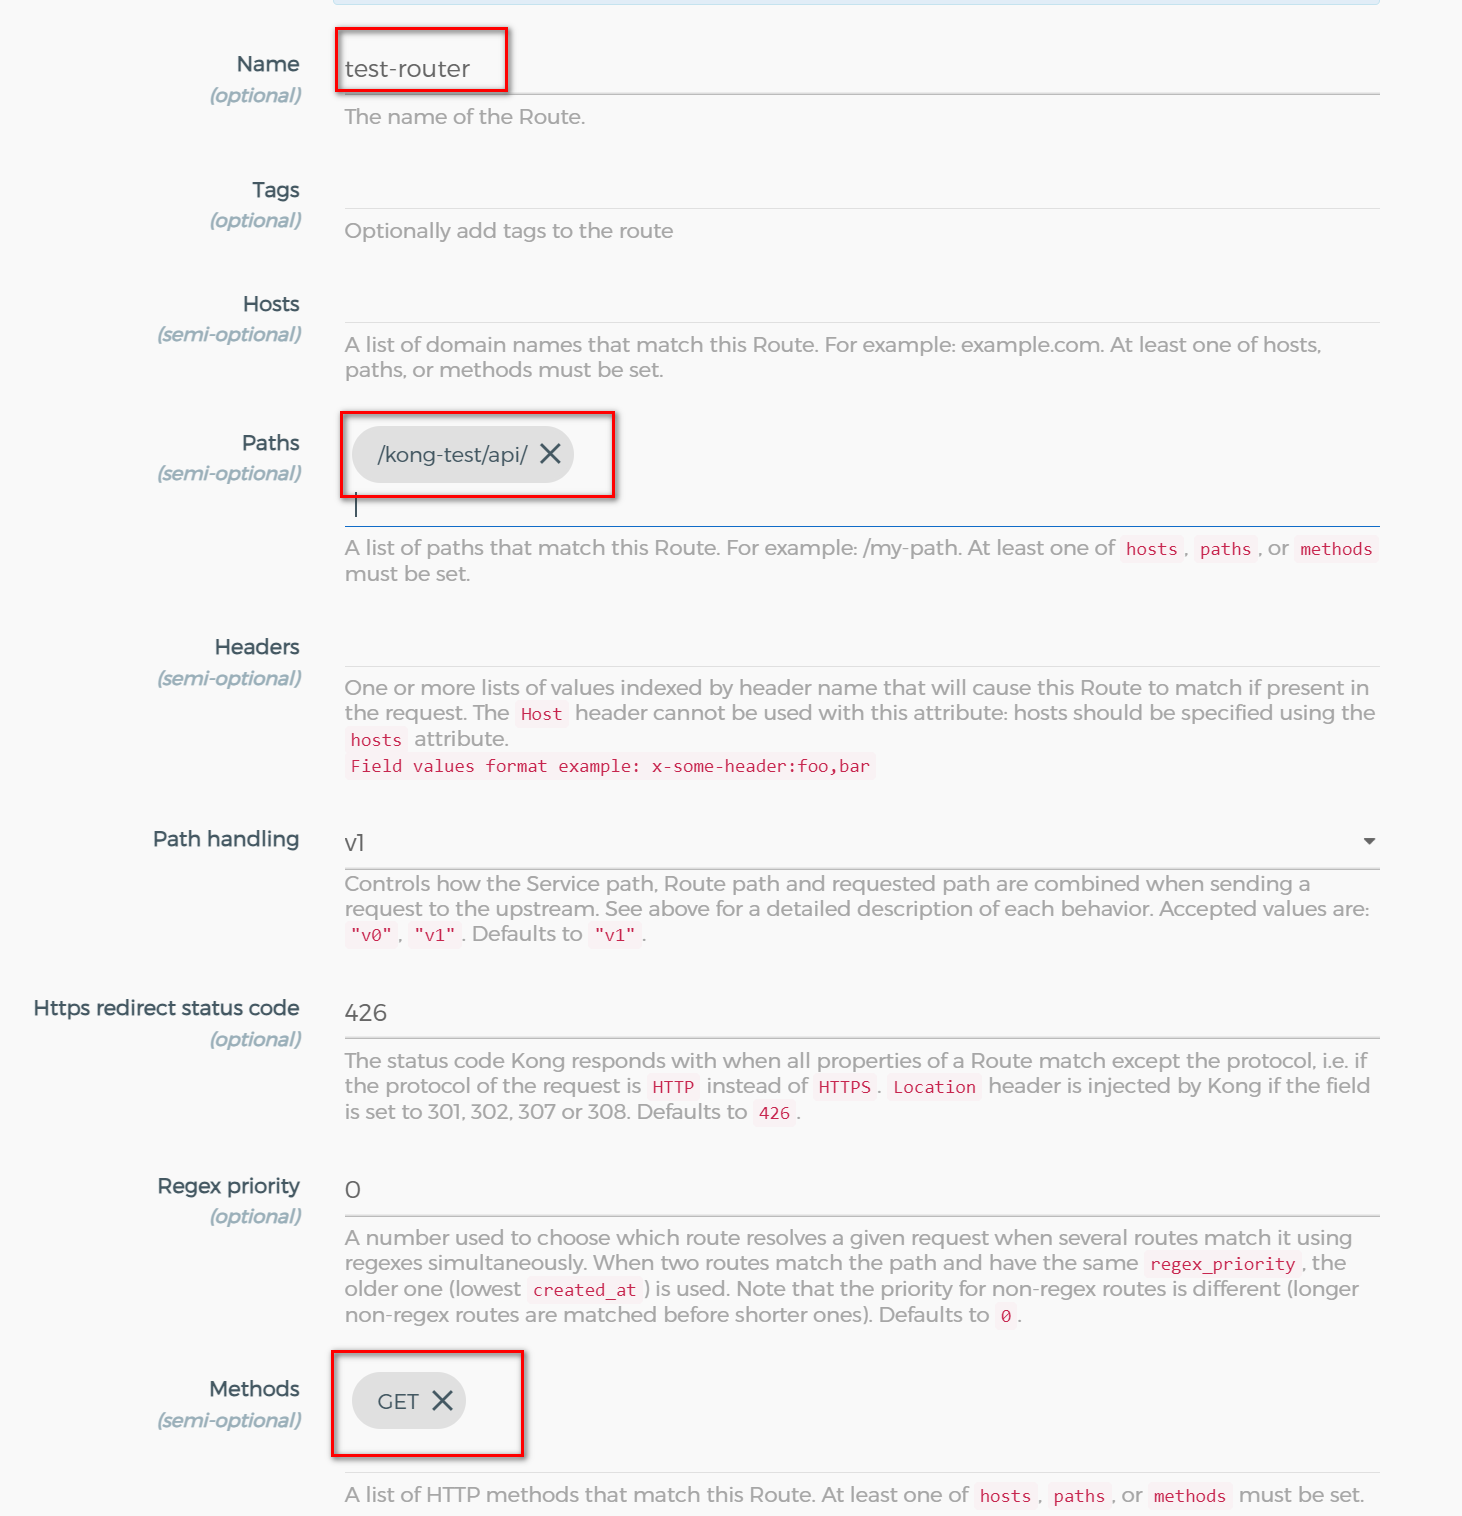 Name
(optional)
test-router
The name of the Route.
Tags
(optional)
Optionally add tags to the route
Hosts
(semi-optional)
A list of domain names that match this Route. For example: example.com. At least one of hosts,
paths, or methods must be set.
Paths
(semi-optional)
/kong-test/api/
A list of paths that match this Route. For example: /my-path. At least one of hosts, paths, or methods
must be set.
Headers
(semi-optional)
One or more lists of values indexed by header name that will cause this Route to match if present in
the request. The Host header cannot be used with this attribute: hosts should be specified using the
hosts attribute.
Field values format example: x-some-header:foo,bar
Path handling
v1
Controls how the Service path, Route path and requested path are combined when sending a
request to the upstream. See above for a detailed description of each behavior. Accepted values are:
"v0", "v1". Defaults to "v1".
Https redirect status code
(optional)
426
The status code Kong responds with when all properties of a Route match except the protocol, i.e. if
the protocol of the request is HTTP instead of HTTPS. Location header is injected by Kong if the field
is set to 301, 302, 307 or 308. Defaults to 426.
Regex priority
(optional)
0
A number used to choose which route resolves a given request when several routes match it using
regexes simultaneously. When two routes match the path and have the same regex_priority, the
older one (lowest created_at) is used. Note that the priority for non-regex routes is different (longer
non-regex routes are matched before shorter ones). Defaults to 0.
Methods
(semi-optional)
GET
A list of HTTP methods that match this Route. At least one of hosts, paths, or methods must be set.